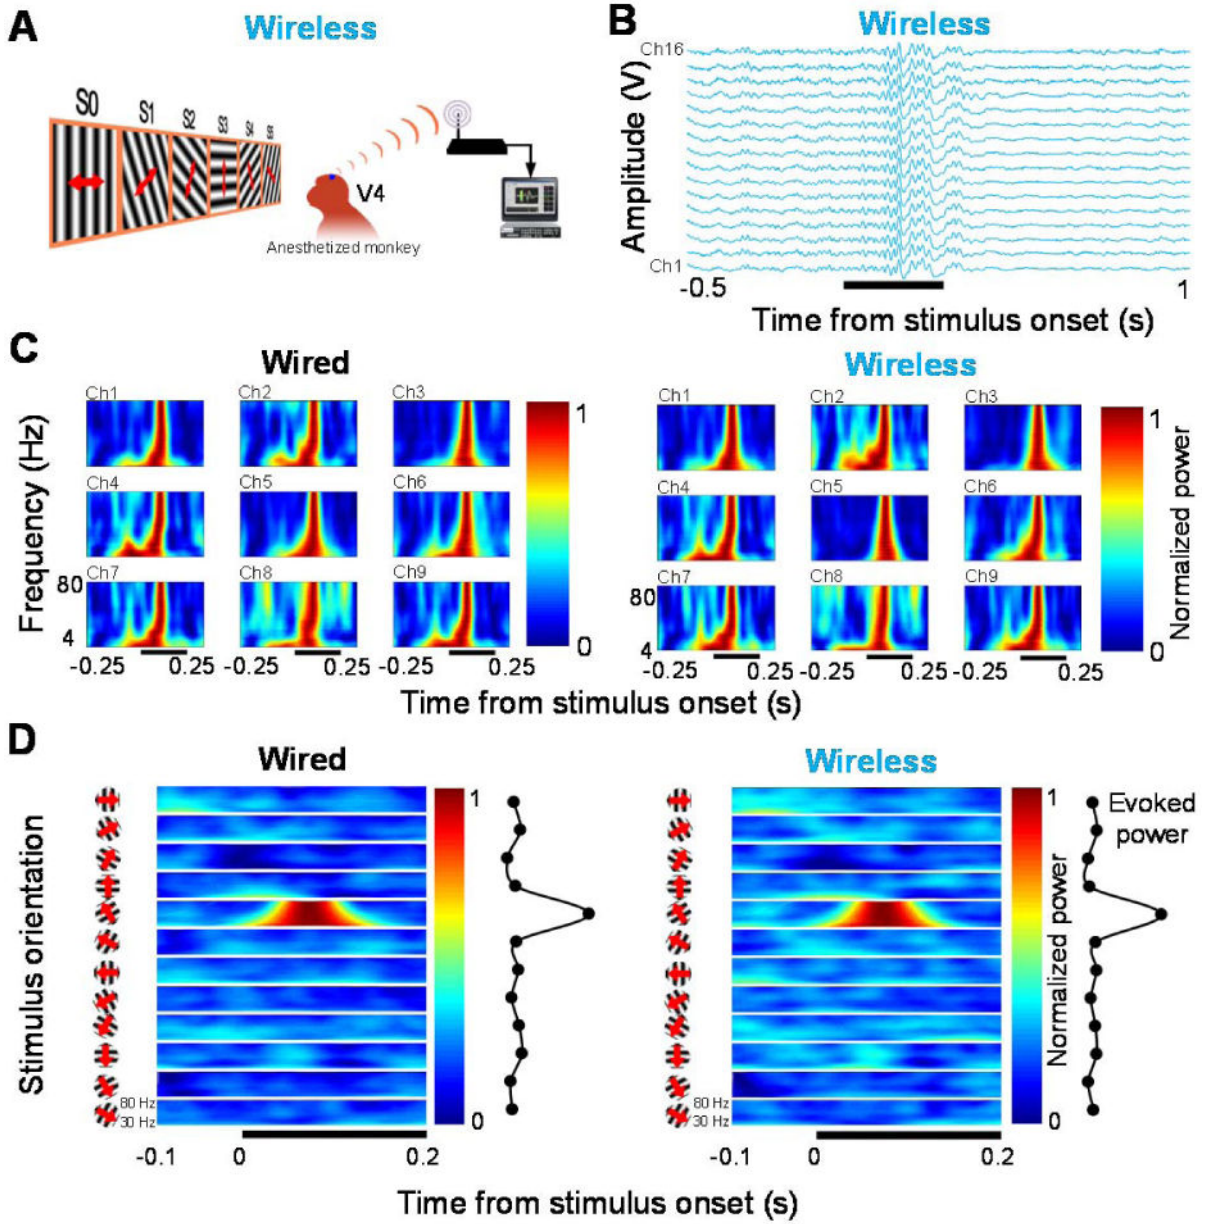 A
Wireless
S0
S1
S2
S3
S4
V4
Anesthetized monkey
B
Wireless
Ch16
Amplitude (V)
Ch1
-0.5
1
Time from stimulus onset (s)
C
Wired
Wireless
Ch1
Ch2
Ch3
1
Ch4
Ch5
Ch6
Ch7
Ch8
Ch9
0
Frequency (Hz)
80
4
-0.25
0.25
-0.25
0.25
-0.25
0.25
Ch1
Ch2
Ch3
1
Ch4
Ch5
Ch6
Ch7
Ch8
Ch9
0
Normalized power
80
4
-0.25
0.25
-0.25
0.25
-0.25
0.25
Time from stimulus onset (s)
D
Wired
Wireless
Stimulus orientation
1
0
80 Hz
30 Hz
-0.1
0
0.2
1
0
Normalized power
Evoked
power
80 Hz
30 Hz
-0.1
0
0.2
Time from stimulus onset (s)